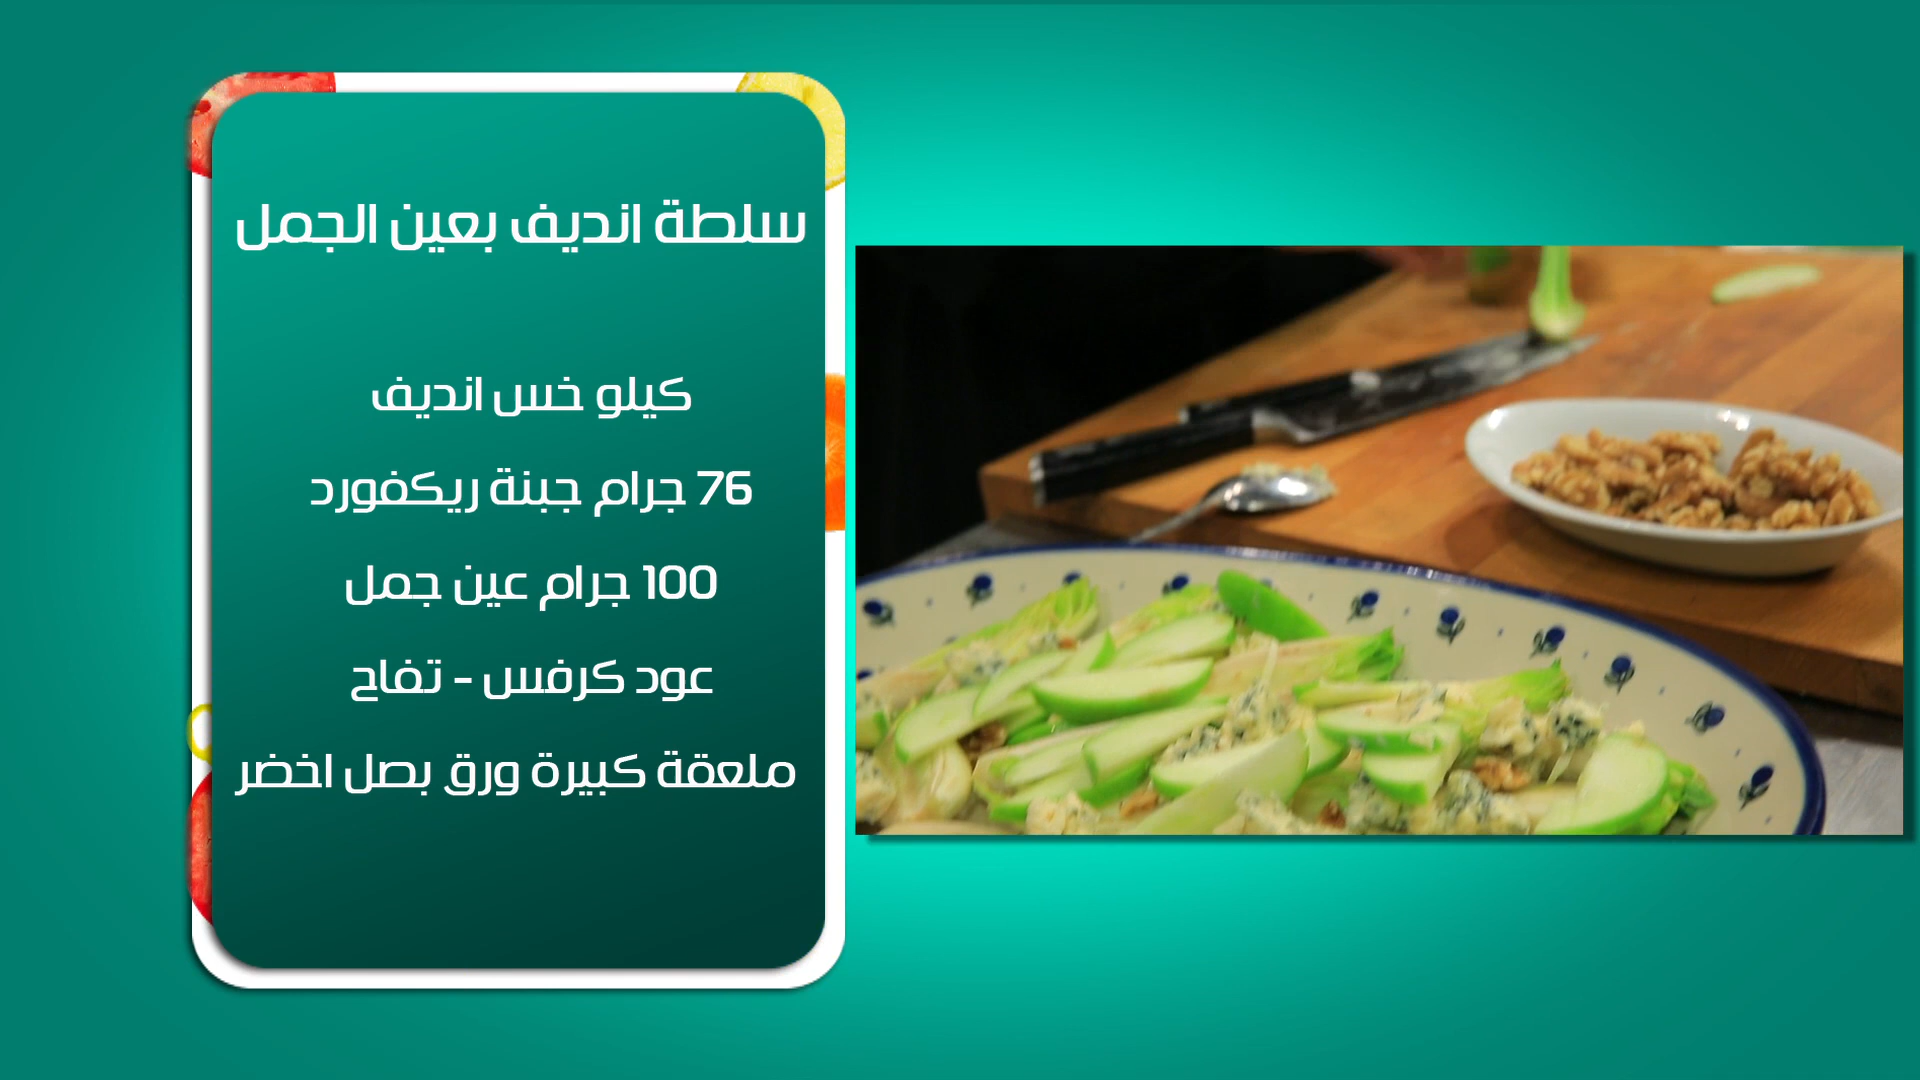 سلطة انديف بعين الجمل
كيلو خس انديف
76 جرام جبنة ريكفورد
100 جرام عين جمل
عود كرفس - تفاح
ملعقة كبيرة ورق بصل اخضر